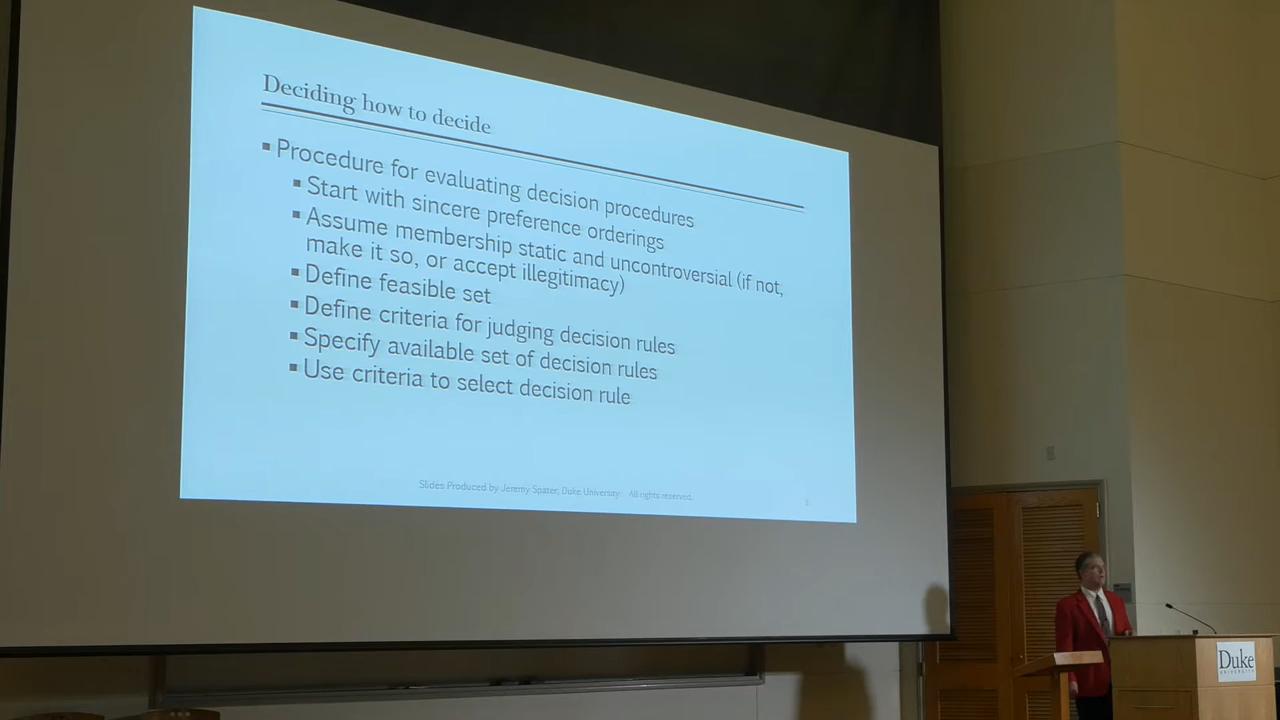 Deciding how to decide
▪ Procedure for evaluating decision procedures
▪ Start with sincere preference orderings
▪ Assume membership static and uncontroversial (if not,
make it so, or accept illegitimacy)
▪ Define feasible set
▪ Define criteria for judging decision rules
▪ Specify available set of decision rules
▪ Use criteria to select decision rule
Slides Produced by Jeremy Spater, Duke University. All rights reserved.
Duke
UNIVERSITY